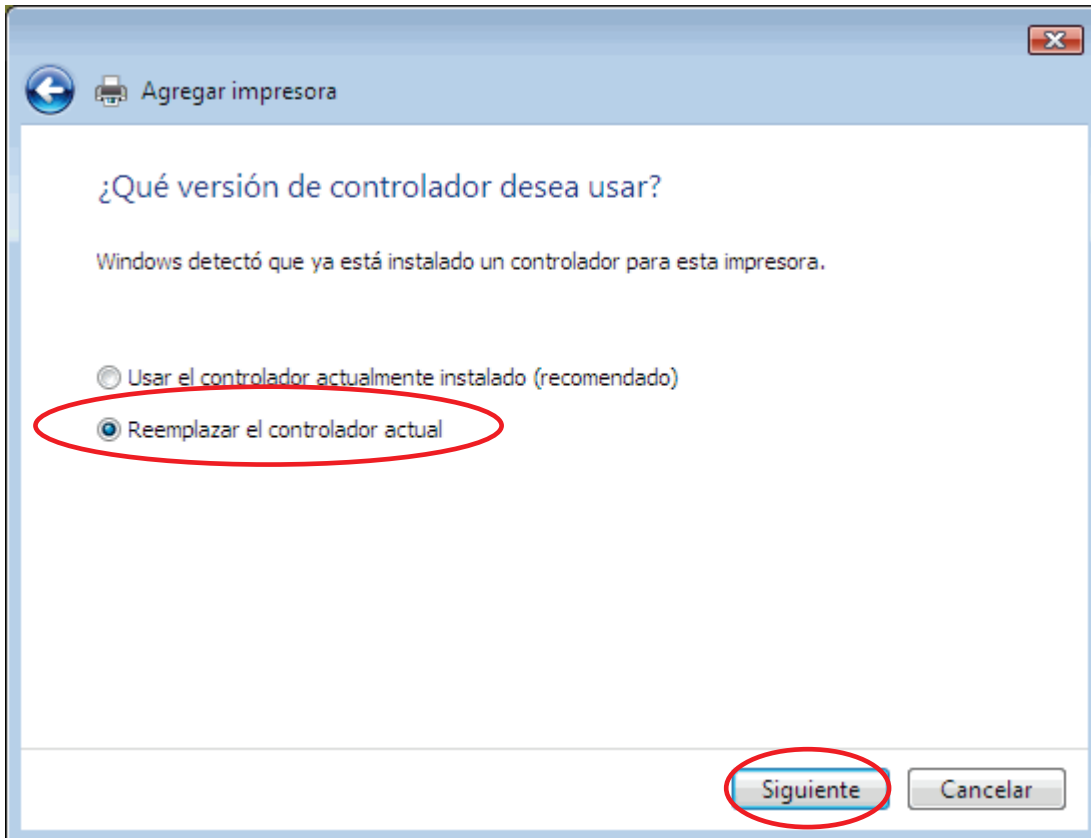 Agregar impresora
¿Qué versión de controlador desea usar?
Windows detectó que ya está instalado un controlador para esta impresora.
Usar el controlador actualmente instalado (recomendado)
Reemplazar el controlador actual
Siguiente Cancelar